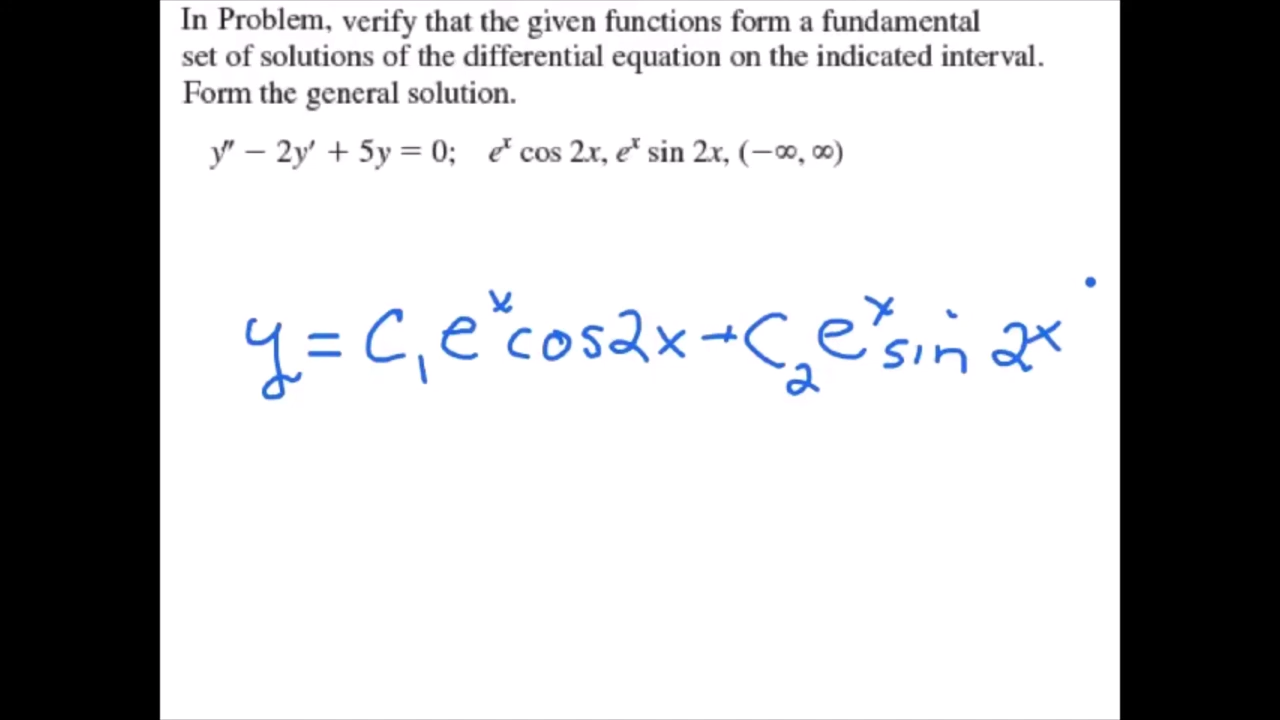 In Problem, verify that the given functions form a fundamental
set of solutions of the differential equation on the indicated interval.
Form the general solution.
y″ − 2y′ + 5y = 0; eˣ cos 2x, eˣ sin 2x, (−∞, ∞)
y = C₁eˣcos2x + C₂eˣsin 2x